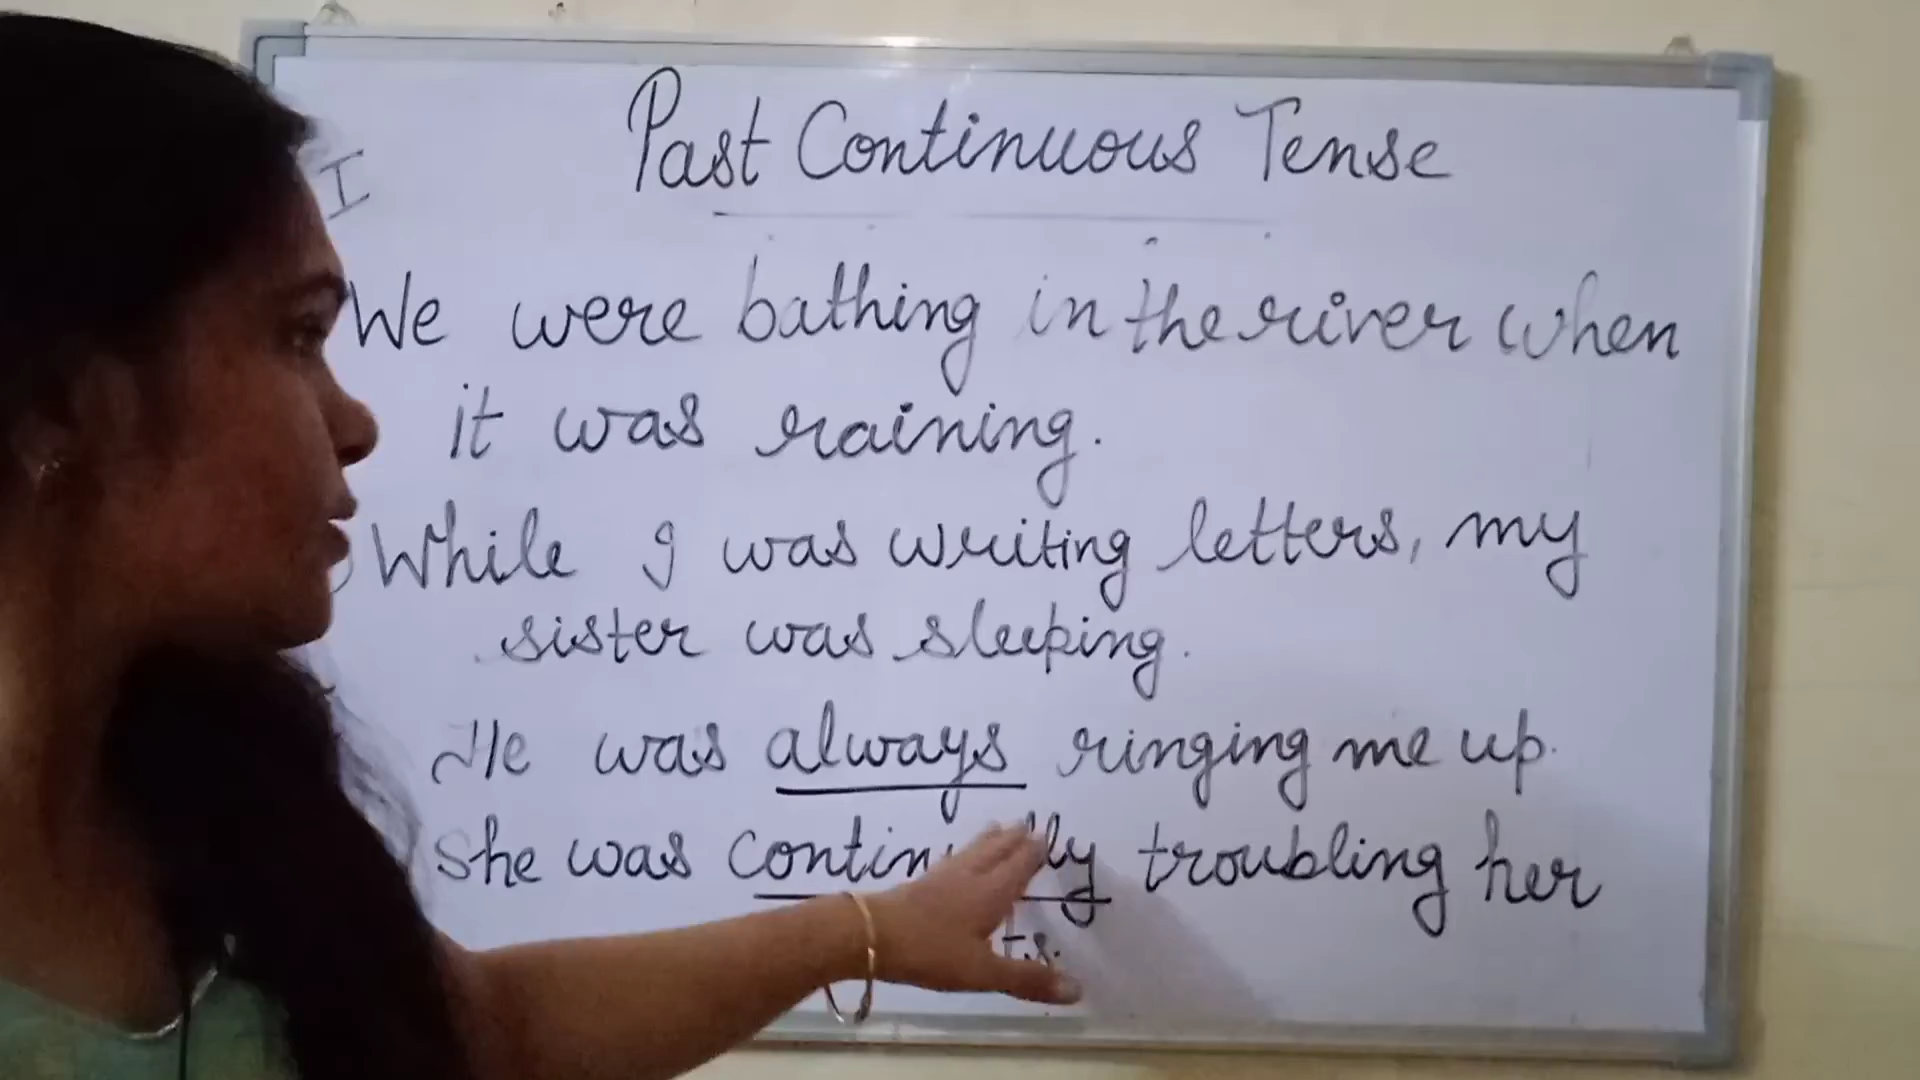 Past Continuous Tense
I
We were bathing in the river when
it was raining.
While I was writing letters, my
sister was sleeping.
He was always ringing me up.
She was troubling her